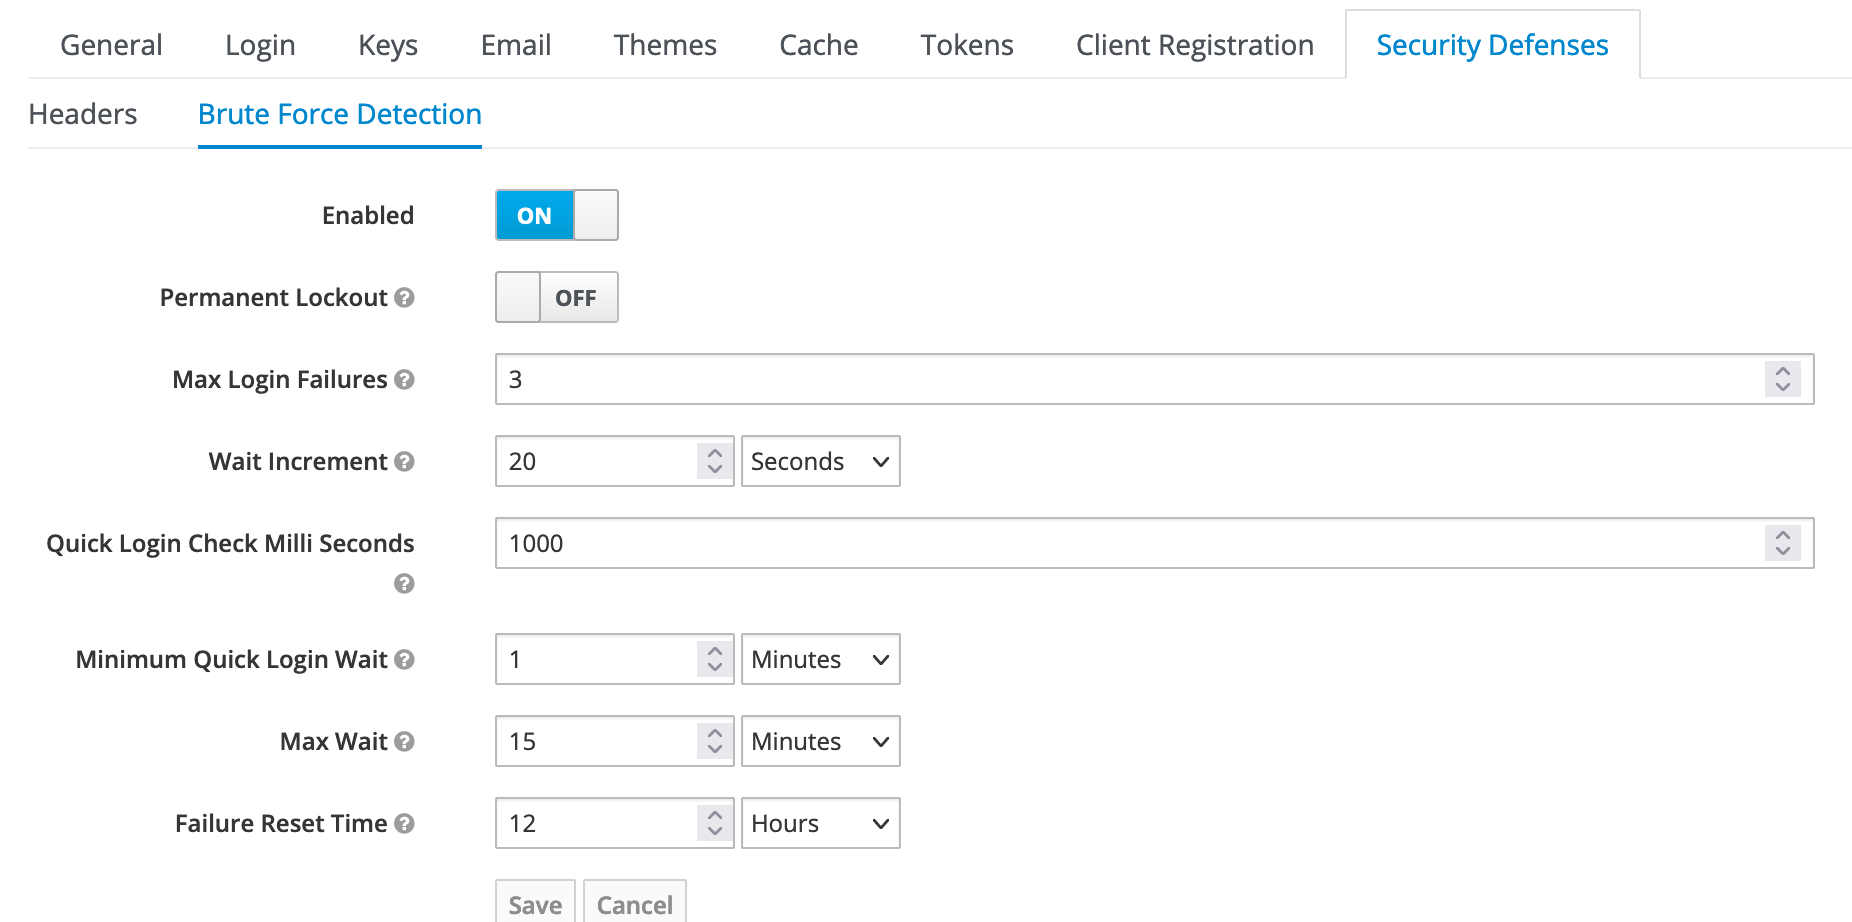 General Login Keys Email Themes Cache Tokens Client Registration Security Defenses
Headers Brute Force Detection
Enabled ON
Permanent Lockout ? OFF
Max Login Failures ? 3
Wait Increment ? 20 Seconds
Quick Login Check Milli Seconds 1000
?
Minimum Quick Login Wait ? 1 Minutes
Max Wait ? 15 Minutes
Failure Reset Time ? 12 Hours
Save Cancel